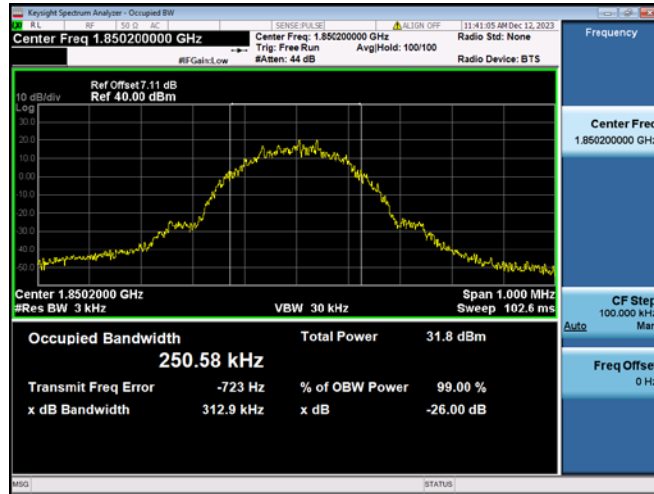 Keysight Spectrum Analyzer - Occupied BW
RL RF 50 Ω AC SENSE:PULSE ALIGN OFF 11:41:05 AM Dec 12, 2023
Center Freq 1.850200000 GHz
Center Freq: 1.850200000 GHz Radio Std: None
Trig: Free Run Avg|Hold: 100/100
#IFGain:Low #Atten: 44 dB Radio Device: BTS
Ref Offset 7.11 dB
10 dB/div Ref 40.00 dBm
Log
30.0
20.0
10.0
0.00
-10.0
-20.0
-30.0
-40.0
-50.0
Center 1.8502000 GHz Span 1.000 MHz
#Res BW 3 kHz VBW 30 kHz Sweep 102.6 ms
Occupied Bandwidth Total Power 31.8 dBm
250.58 kHz
Transmit Freq Error -723 Hz % of OBW Power 99.00 %
x dB Bandwidth 312.9 kHz x dB -26.00 dB
MSG STATUS
Frequency
Center Freq
1.850200000 GHz
CF Step
100.000 kHz
Auto Man
Freq Offset
0 Hz